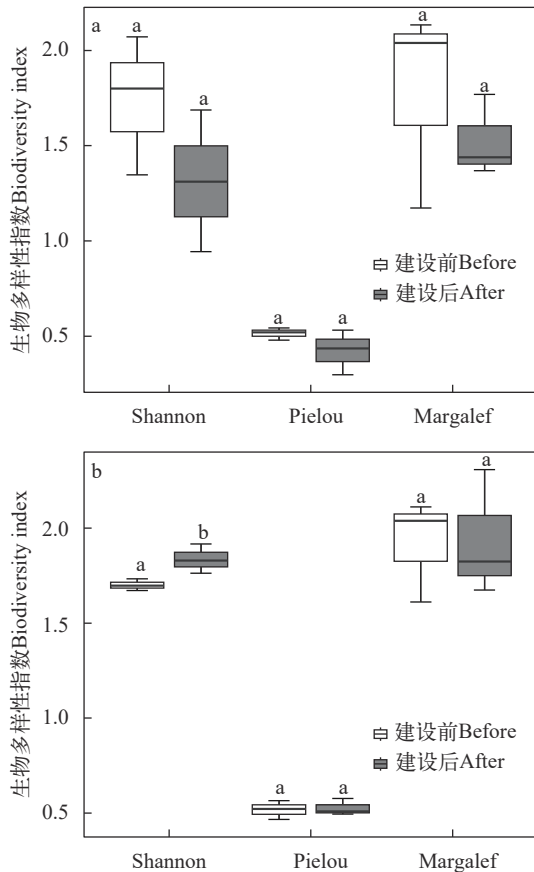 a
a
a
a
a
a
a
2.0
1.5
1.0
0.5
生物多样性指数Biodiversity index
建设前Before
建设后After
Shannon Pielou Margalef
b
a
b
a
a
a
a
2.0
1.5
1.0
0.5
生物多样性指数Biodiversity index
建设前Before
建设后After
Shannon Pielou Margalef